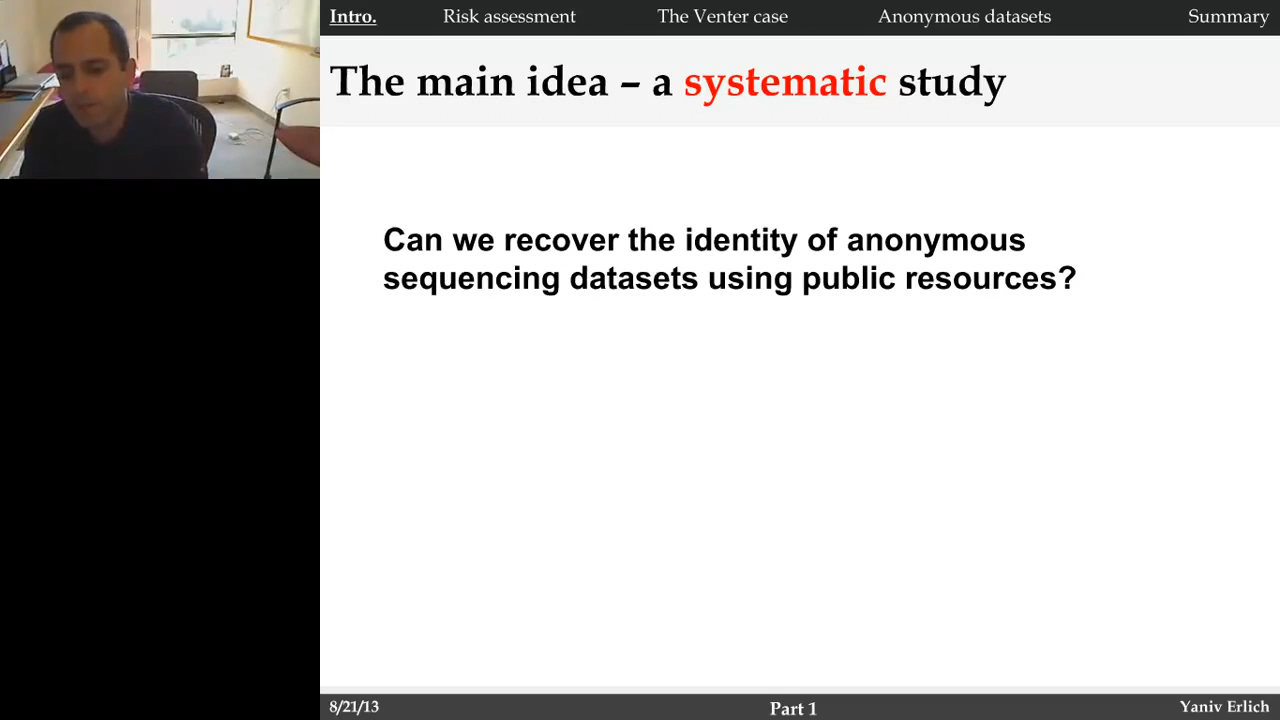 Intro. Risk assessment The Venter case Anonymous datasets Summary
The main idea – a systematic study
Can we recover the identity of anonymous
sequencing datasets using public resources?
8/21/13 Part 1 Yaniv Erlich